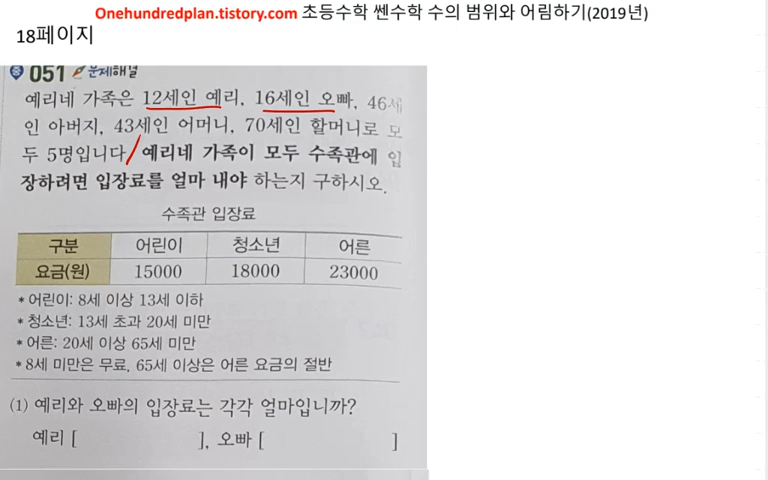 Onehundredplan.tistory.com 초등수학 쎈수학 수의 범위와 어림하기(2019년)
18페이지
중 051 문제해결
예리네 가족은 12세인 예리, 16세인 오빠, 46세
인 아버지, 43세인 어머니, 70세인 할머니로 모
두 5명입니다. 예리네 가족이 모두 수족관에 입
장하려면 입장료를 얼마 내야 하는지 구하시오.
수족관 입장료
구분 어린이 청소년 어른
요금(원) 15000 18000 23000
* 어린이: 8세 이상 13세 이하
* 청소년: 13세 초과 20세 미만
* 어른: 20세 이상 65세 미만
* 8세 미만은 무료, 65세 이상은 어른 요금의 절반
(1) 예리와 오빠의 입장료는 각각 얼마입니까?
예리 [ ], 오빠 [ ]